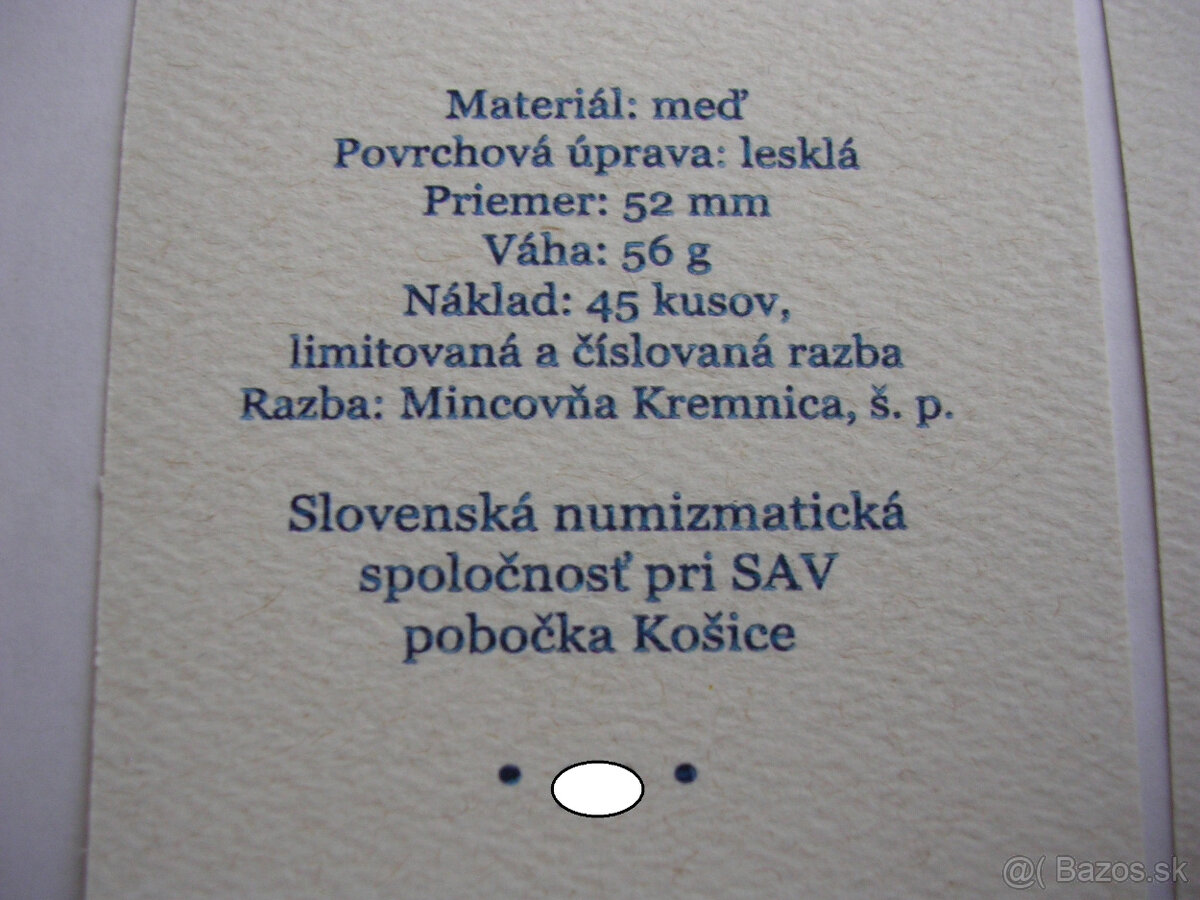 Materiál: meď
Povrchová úprava: lesklá
Priemer: 52 mm
Váha: 56 g
Náklad: 45 kusov,
limitovaná a číslovaná razba
Razba: Mincovňa Kremnica, š. p.
Slovenská numizmatická
spoločnosť pri SAV
pobočka Košice
• •
@( Bazos.sk